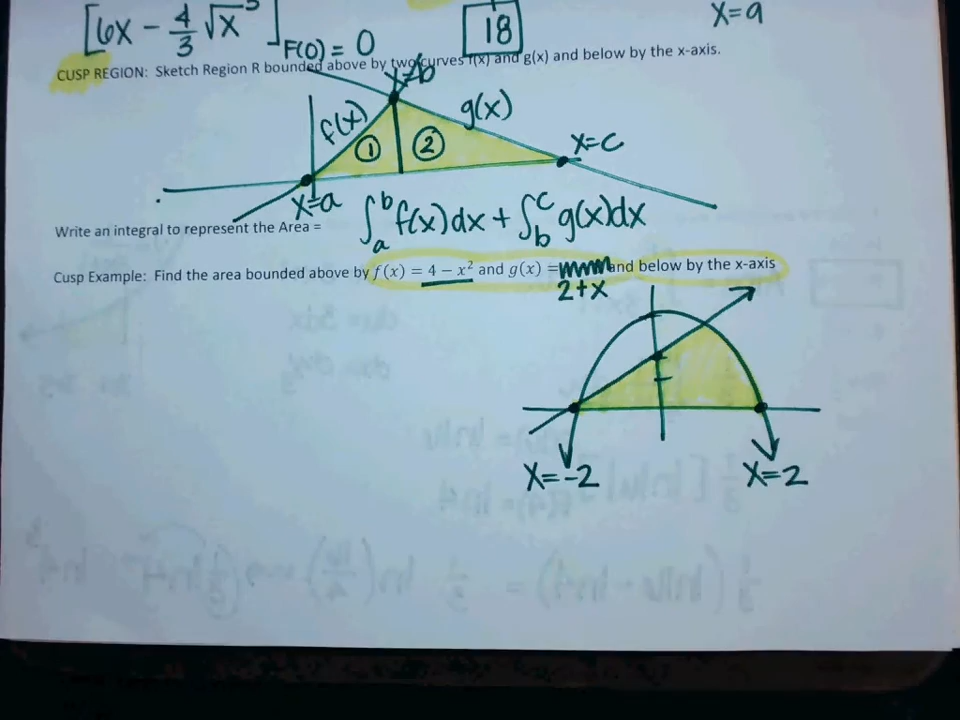 [6x - 4/3 √x³] F(0) = 0 18 x=9
CUSP REGION: Sketch Region R bounded above by two curves f(x) and g(x) and below by the x-axis.
x=b
f(x) g(x)
① ② x=c
x=a
Write an integral to represent the Area = ∫ₐᵇ f(x)dx + ∫_b^c g(x)dx
Cusp Example: Find the area bounded above by f(x) = 4 − x² and g(x) = and below by the x-axis
2+x
x=-2 x=2